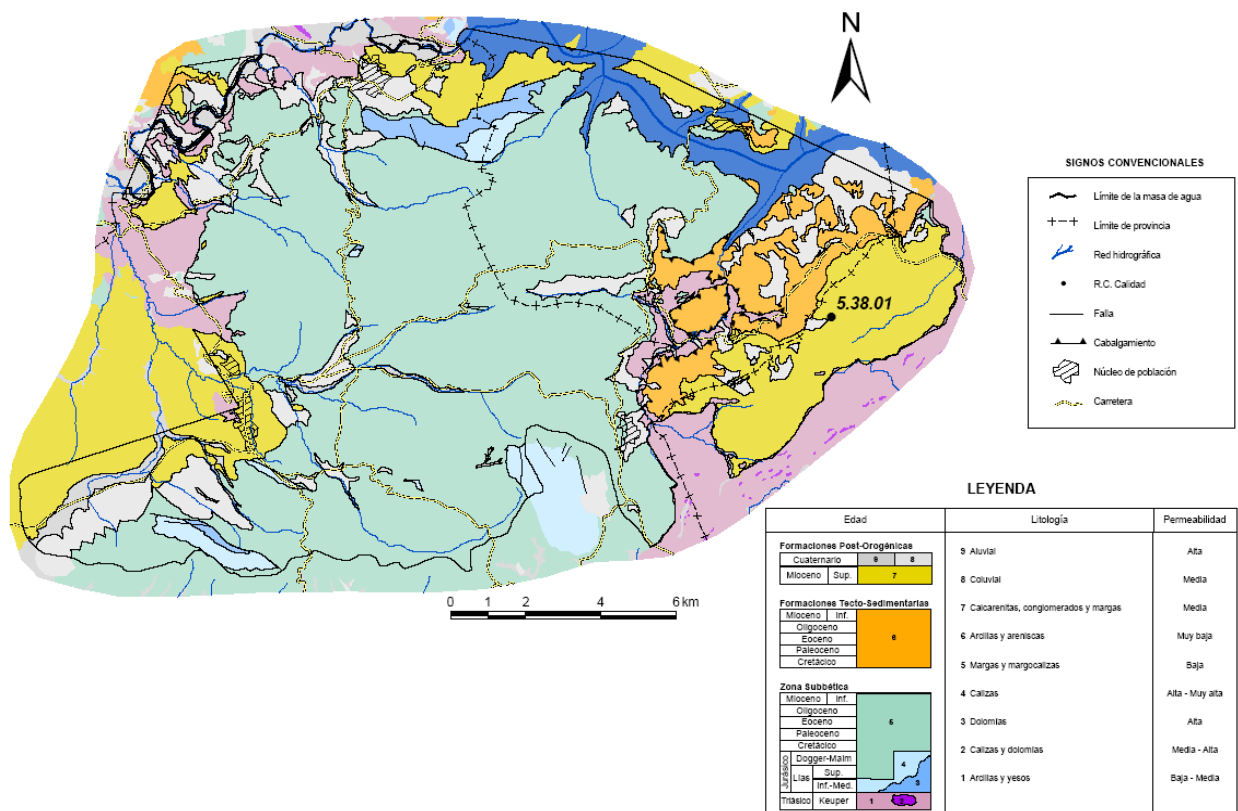 N
5.38.01
0 1 2 4 6 km
SIGNOS CONVENCIONALES
Límite de la masa de agua
Límite de provincia
Red hidrográfica
R.C. Calidad
Falla
Cabalgamiento
Núcleo de población
Carretera
LEYENDA
Edad Litología Permeabilidad
Formaciones Post-Orogénicas
Cuaternario 9 8
Mioceno Sup. 7
Formaciones Tecto-Sedimentarias
Mioceno Inf.
Oligoceno
Eoceno 6
Paleoceno
Cretácico
Zona Subbética
Mioceno Inf.
Oligoceno
Eoceno 5
Paleoceno
Cretácico
Jurásico Dogger-Malm 4
Lías Sup.
Inf.-Med. 3
Triásico Keuper 1
9 Aluvial Alta
8 Coluvial Media
7 Calcarenitas, conglomerados y margas Media
6 Arcillas y areniscas Muy baja
5 Margas y margocalizas Baja
4 Calizas Alta - Muy alta
3 Dolomías Alta
2 Calizas y dolomías Media - Alta
1 Arcillas y yesos Baja - Media